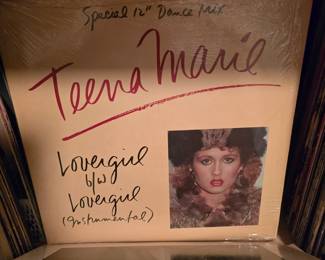 Special 12" Dance Mix
Teena Marie
Lovergirl
b/w
Lovergirl
(Instrumental)